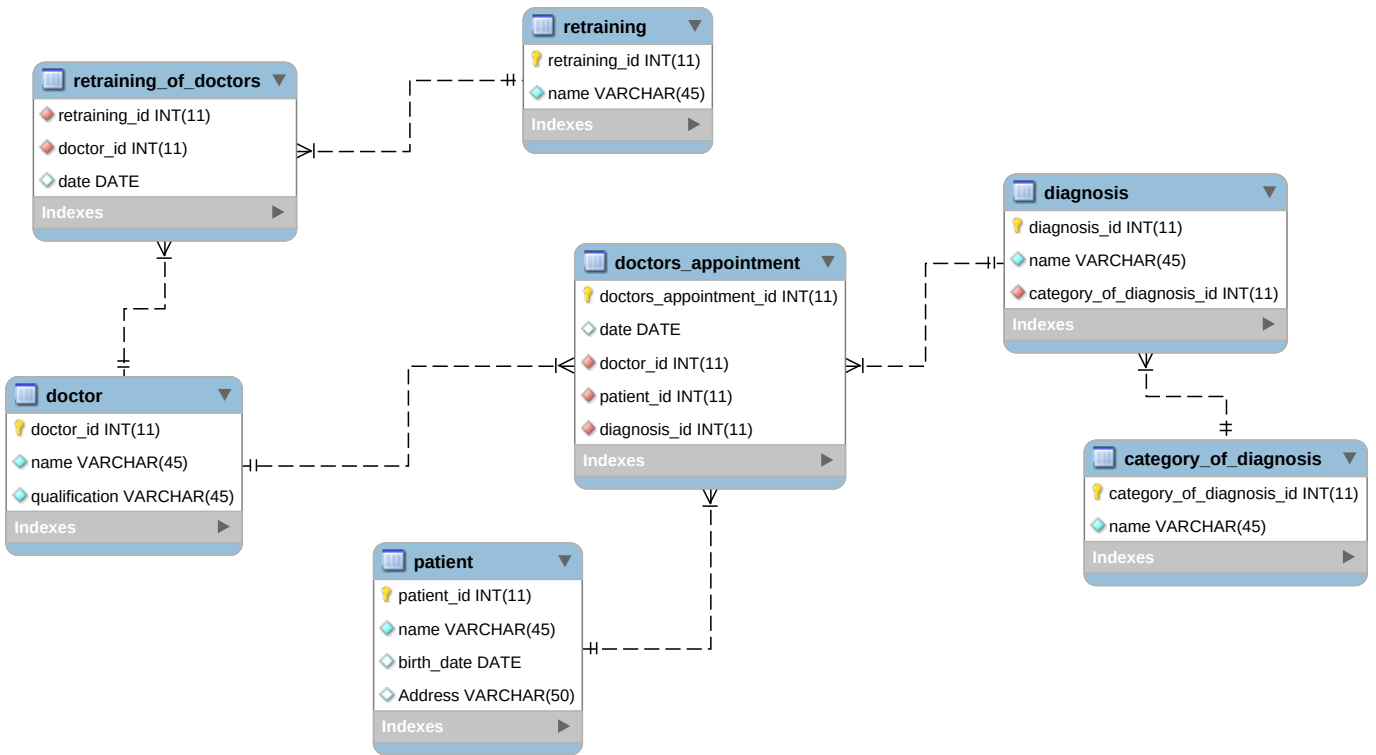 retraining
retraining_id INT(11)
name VARCHAR(45)
Indexes
retraining_of_doctors
retraining_id INT(11)
doctor_id INT(11)
date DATE
Indexes
diagnosis
diagnosis_id INT(11)
name VARCHAR(45)
category_of_diagnosis_id INT(11)
Indexes
doctors_appointment
doctors_appointment_id INT(11)
date DATE
doctor_id INT(11)
patient_id INT(11)
diagnosis_id INT(11)
Indexes
doctor
doctor_id INT(11)
name VARCHAR(45)
qualification VARCHAR(45)
Indexes
category_of_diagnosis
category_of_diagnosis_id INT(11)
name VARCHAR(45)
Indexes
patient
patient_id INT(11)
name VARCHAR(45)
birth_date DATE
Address VARCHAR(50)
Indexes